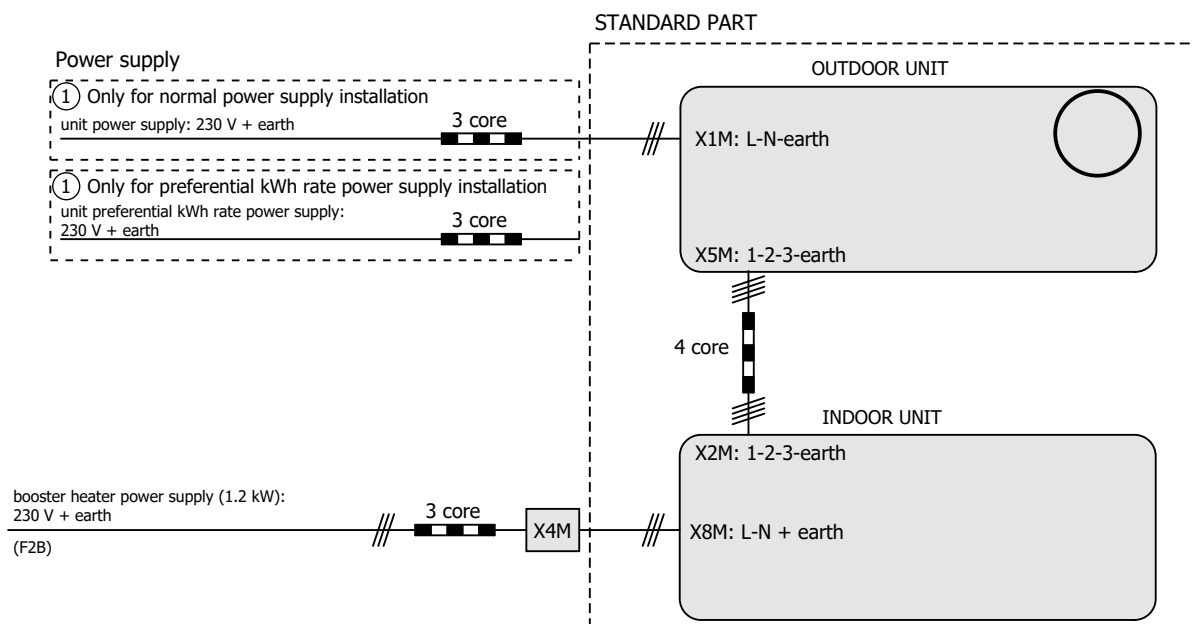 STANDARD PART
Power supply
OUTDOOR UNIT
1 Only for normal power supply installation
unit power supply: 230 V + earth
3 core
X1M: L-N-earth
1 Only for preferential kWh rate power supply installation
unit preferential kWh rate power supply:
230 V + earth
3 core
X5M: 1-2-3-earth
4 core
INDOOR UNIT
X2M: 1-2-3-earth
booster heater power supply (1.2 kW):
230 V + earth
(F2B)
3 core
X4M
X8M: L-N + earth